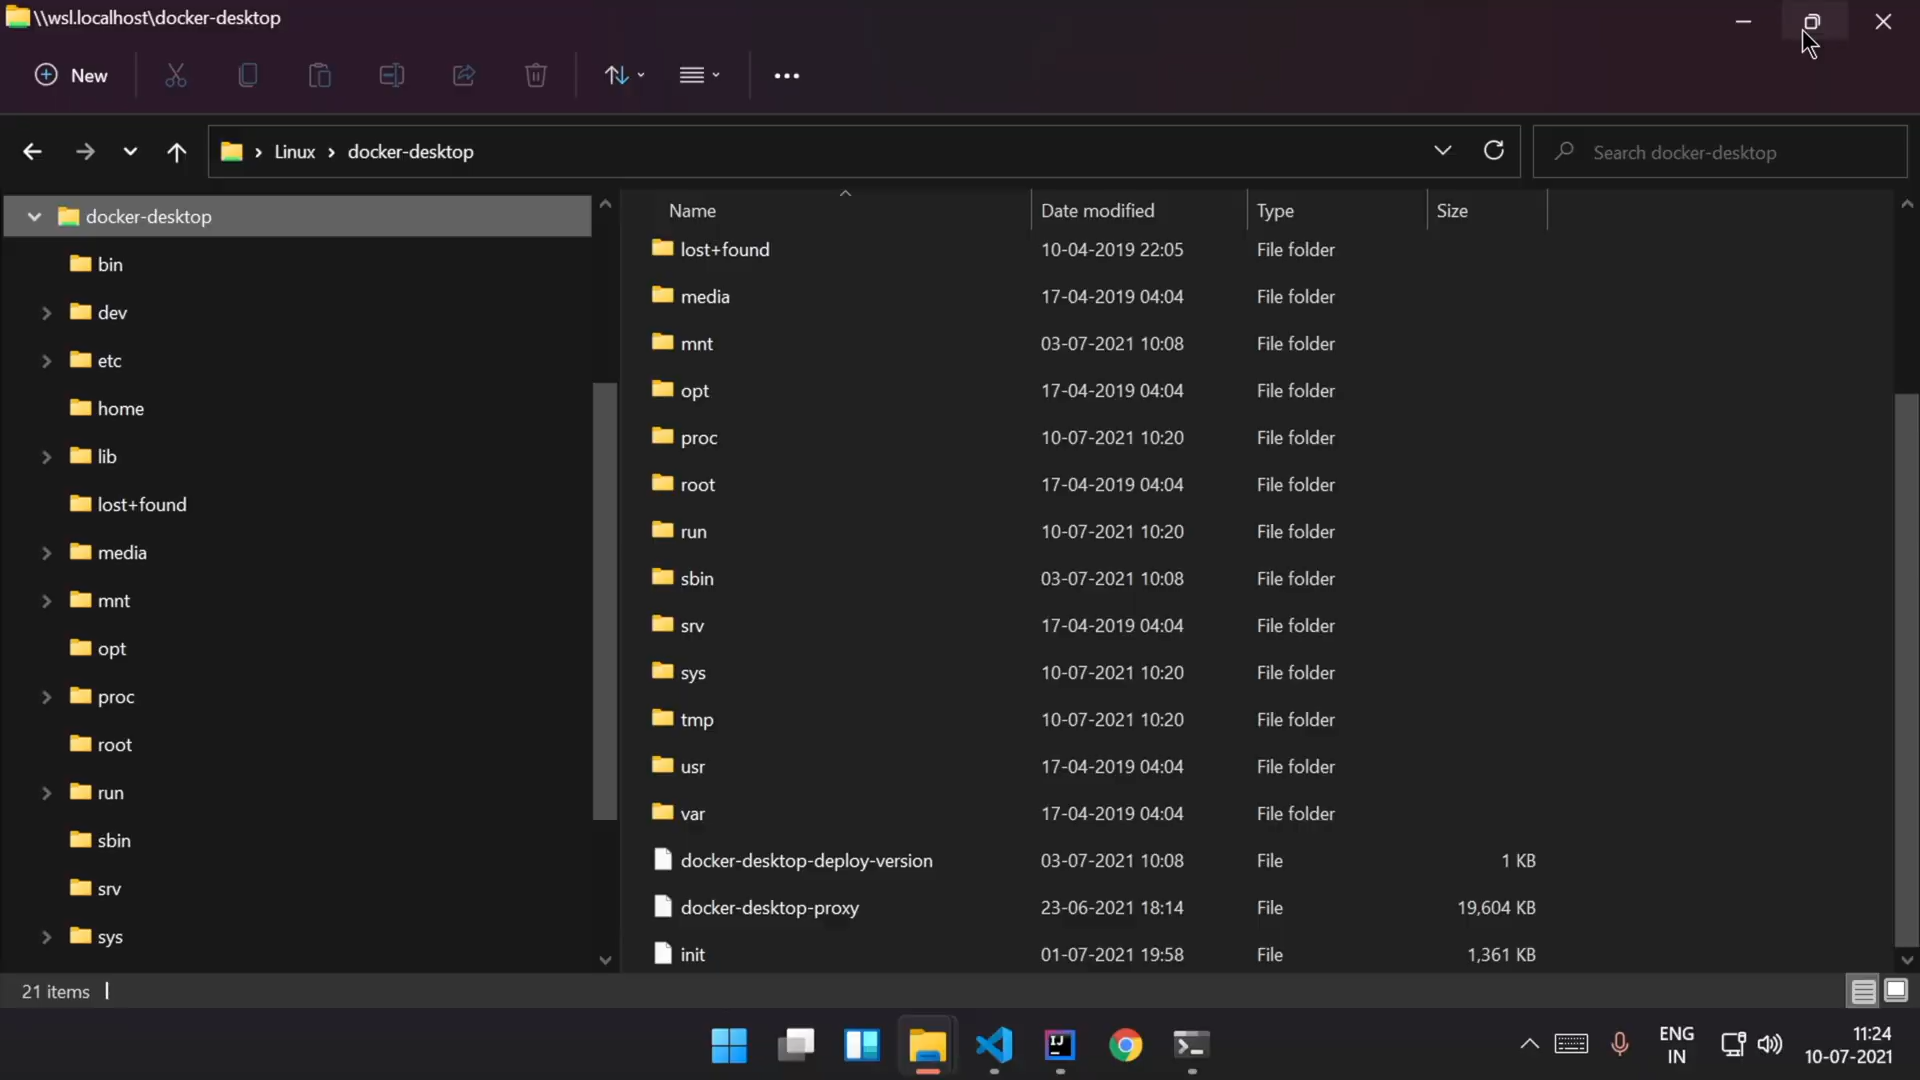 \\wsl.localhost\docker-desktop
New
Linux docker-desktop
Search docker-desktop
docker-desktop
bin
dev
etc
home
lib
lost+found
media
mnt
opt
proc
root
run
sbin
srv
sys
Name Date modified Type Size
lost+found 10-04-2019 22:05 File folder
media 17-04-2019 04:04 File folder
mnt 03-07-2021 10:08 File folder
opt 17-04-2019 04:04 File folder
proc 10-07-2021 10:20 File folder
root 17-04-2019 04:04 File folder
run 10-07-2021 10:20 File folder
sbin 03-07-2021 10:08 File folder
srv 17-04-2019 04:04 File folder
sys 10-07-2021 10:20 File folder
tmp 10-07-2021 10:20 File folder
usr 17-04-2019 04:04 File folder
var 17-04-2019 04:04 File folder
docker-desktop-deploy-version 03-07-2021 10:08 File 1 KB
docker-desktop-proxy 23-06-2021 18:14 File 19,604 KB
init 01-07-2021 19:58 File 1,361 KB
21 items
IJ
ENG
IN
11:24
10-07-2021